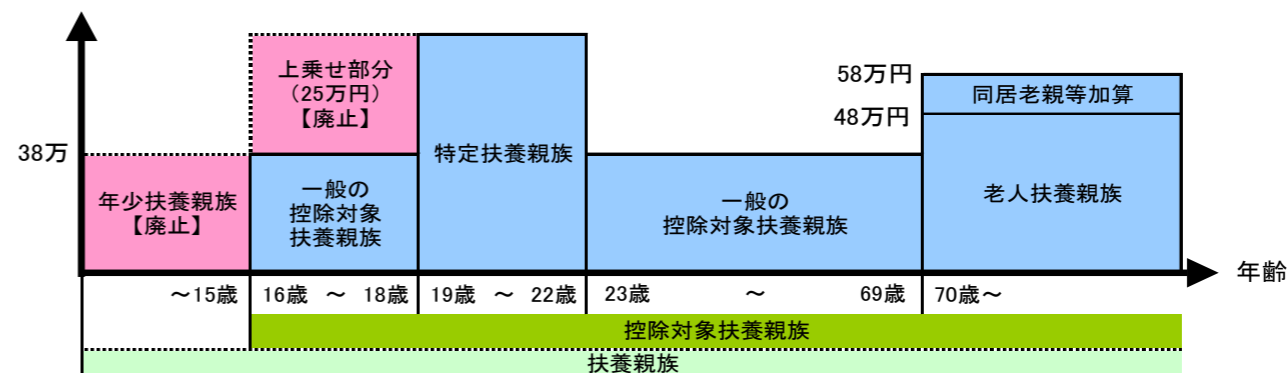 上乗せ部分
（25万円）
【廃止】
58万円
同居老親等加算
48万円
38万
特定扶養親族
年少扶養親族
【廃止】
一般の
控除対象
扶養親族
一般の
控除対象扶養親族
老人扶養親族
年齢
～15歳
16歳 ～ 18歳
19歳 ～ 22歳
23歳 ～ 69歳
70歳～
控除対象扶養親族
扶養親族